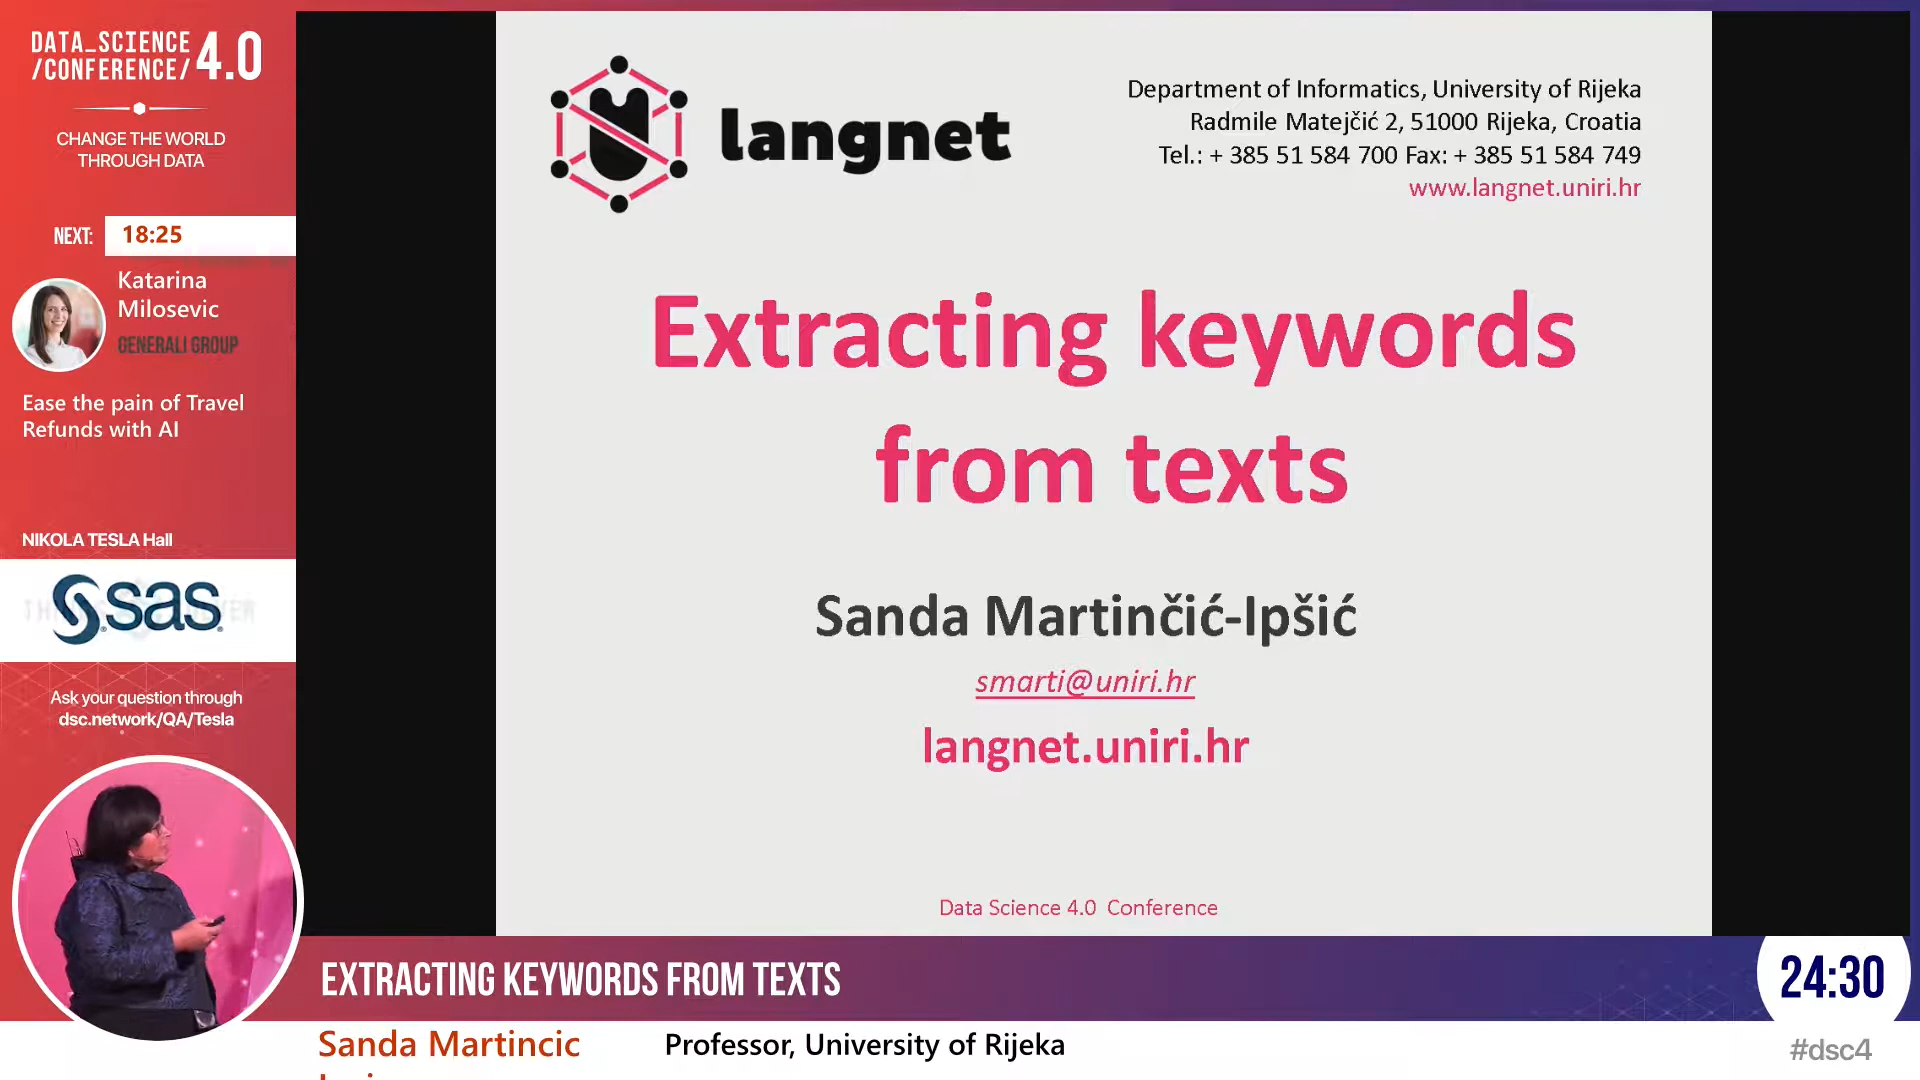 DATA_SCIENCE
/CONFERENCE/ 4.0
CHANGE THE WORLD
THROUGH DATA
NEXT: 18:25
Katarina
Milosevic
GENERALI GROUP
Ease the pain of Travel
Refunds with AI
NIKOLA TESLA Hall
sas
Ask your question through
dsc.network/QA/Tesla
langnet
Department of Informatics, University of Rijeka
Radmile Matejčić 2, 51000 Rijeka, Croatia
Tel.: + 385 51 584 700 Fax: + 385 51 584 749
www.langnet.uniri.hr
Extracting keywords
from texts
Sanda Martinčić-Ipšić
smarti@uniri.hr
langnet.uniri.hr
Data Science 4.0 Conference
EXTRACTING KEYWORDS FROM TEXTS
24:30
Sanda Martincic
Professor, University of Rijeka
#dsc4